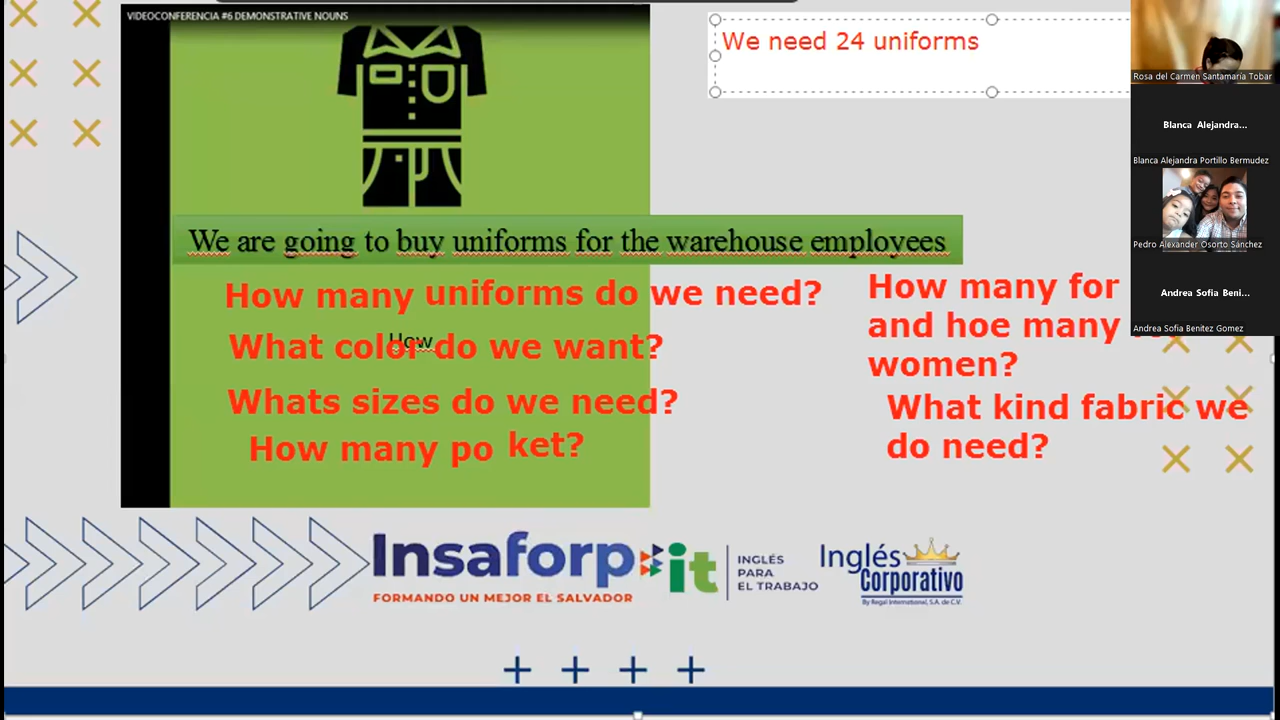 VIDEOCONFERENCIA #6 DEMONSTRATIVE NOUNS
We need 24 uniforms
We are going to buy uniforms for the warehouse employees
How many uniforms do we need?
How
What color do we want?
Whats sizes do we need?
How many po ket?
How many for
and hoe many
women?
What kind fabric we
do need?
Insaforp
FORMANDO UN MEJOR EL SALVADOR
it
INGLÉS
PARA
EL TRABAJO
Inglés
Corporativo
By Regal International, S.A. de C.V.
Rosa del Carmen Santamaría Tobar
Blanca Alejandra...
Blanca Alejandra Portillo Bermudez
Pedro Alexander Osorto Sánchez
Andrea Sofia Beni...
Andrea Sofia Benitez Gomez